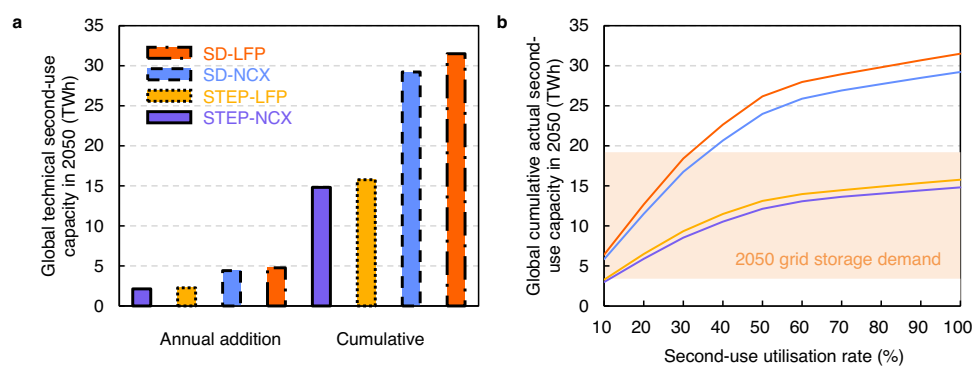 a
Global technical second-use
capacity in 2050 (TWh)
35
30
25
20
15
10
5
0
SD-LFP
SD-NCX
STEP-LFP
STEP-NCX
Annual addition
Cumulative
b
Global cumulative actual second-
use capacity in 2050 (TWh)
35
30
25
20
15
10
5
0
2050 grid storage demand
10 20 30 40 50 60 70 80 90 100
Second-use utilisation rate (%)